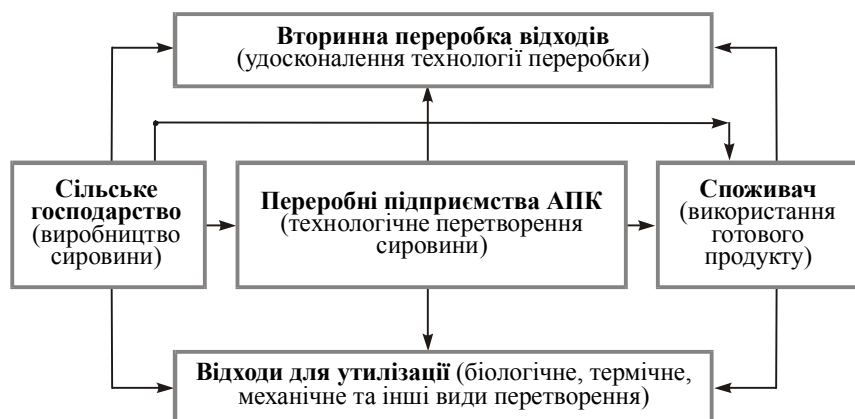 Вторинна переробка відходів
(удосконалення технології переробки)
Сільське
господарство
(виробництво
сировини)
Переробні підприємства АПК
(технологічне перетворення
сировини)
Споживач
(використання
готового
продукту)
Відходи для утилізації (біологічне, термічне,
механічне та інші види перетворення)